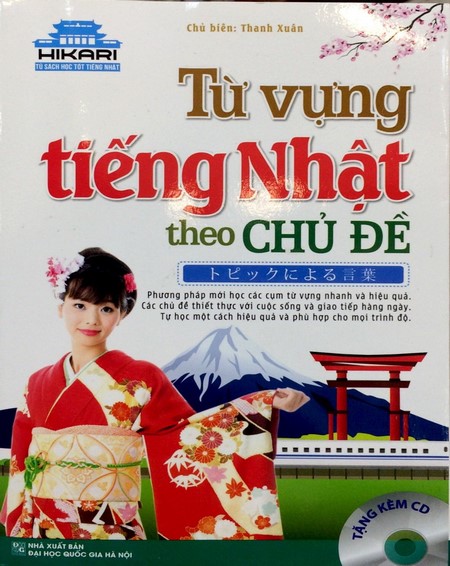 HIKARI
TỦ SÁCH HỌC TỐT TIẾNG NHẬT
Chủ biên: Thanh Xuân
Từ vựng
tiếng Nhật
theo CHỦ ĐỀ
トピックによる言葉
Phương pháp mới học các cụm từ vựng nhanh và hiệu quả.
Các chủ đề thiết thực với cuộc sống và giao tiếp hàng ngày.
Tự học một cách hiệu quả và phù hợp cho mọi trình độ.
TẶNG KÈM CD
NHÀ XUẤT BẢN
ĐẠI HỌC QUỐC GIA HÀ NỘI